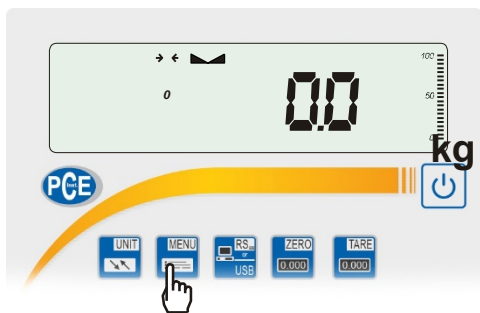 → ←
100
0
0.0
50
0
kg
PCE
UNIT
MENU
RS
or
USB
ZERO
0.000
TARE
0.000